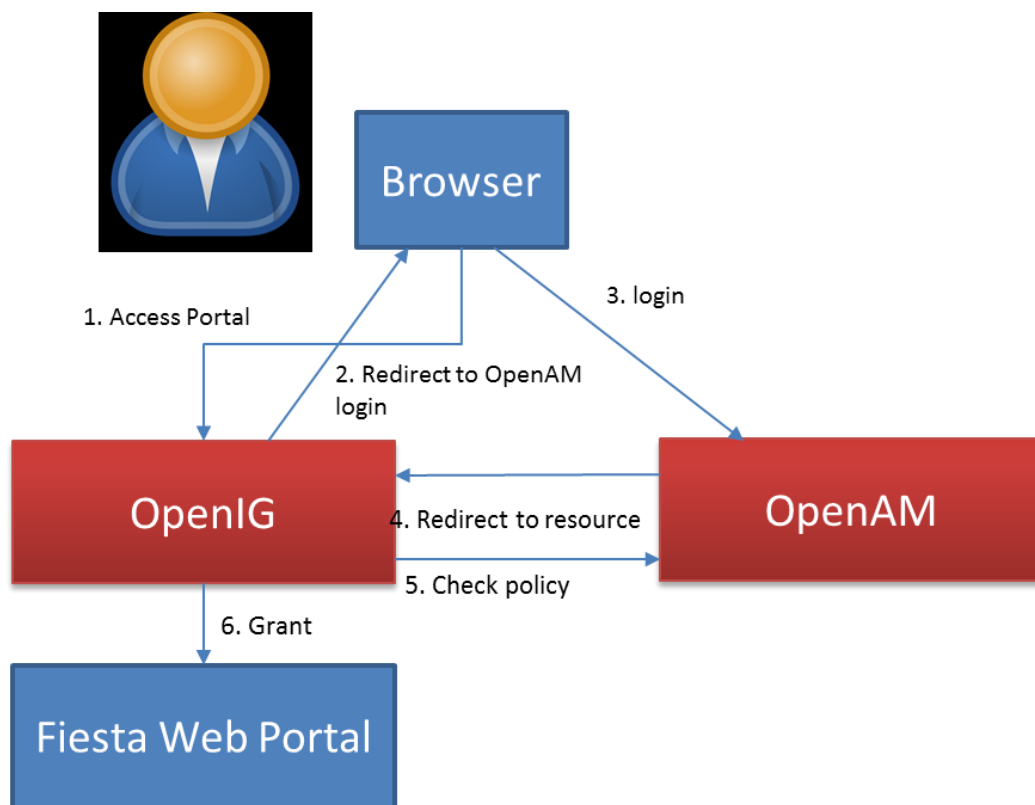 Browser
3. login
1. Access Portal
2. Redirect to OpenAM
login
OpenIG
OpenAM
4. Redirect to resource
5. Check policy
6. Grant
Fiesta Web Portal